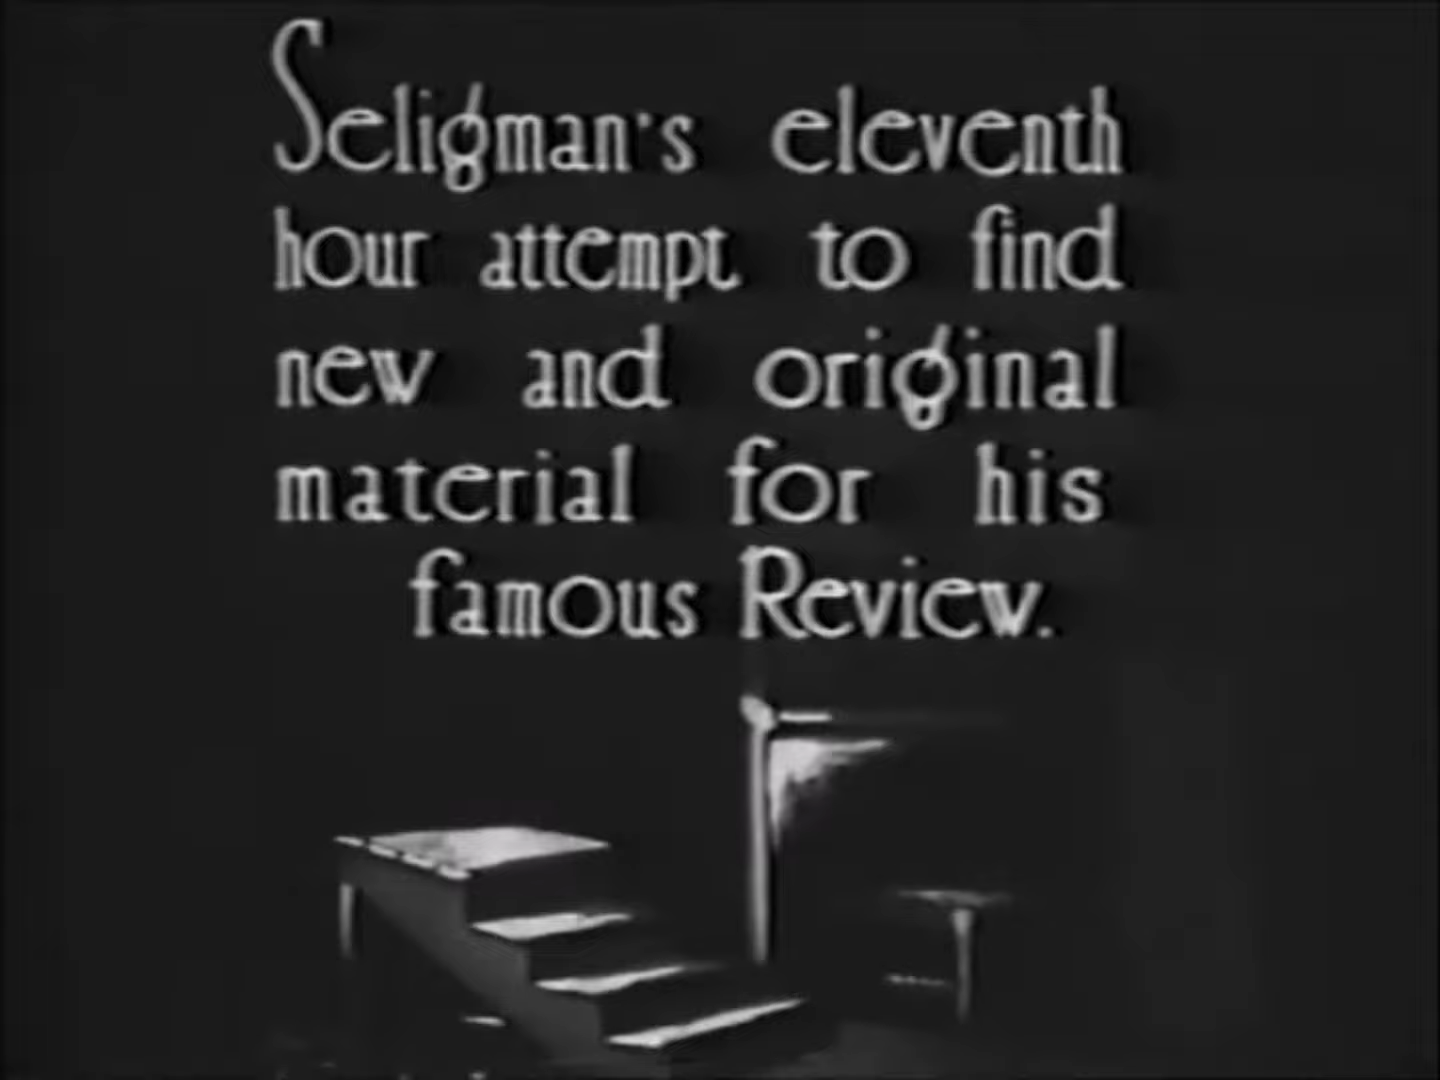 Seligman's eleventh
hour attempt to find
new and original
material for his
famous Review.